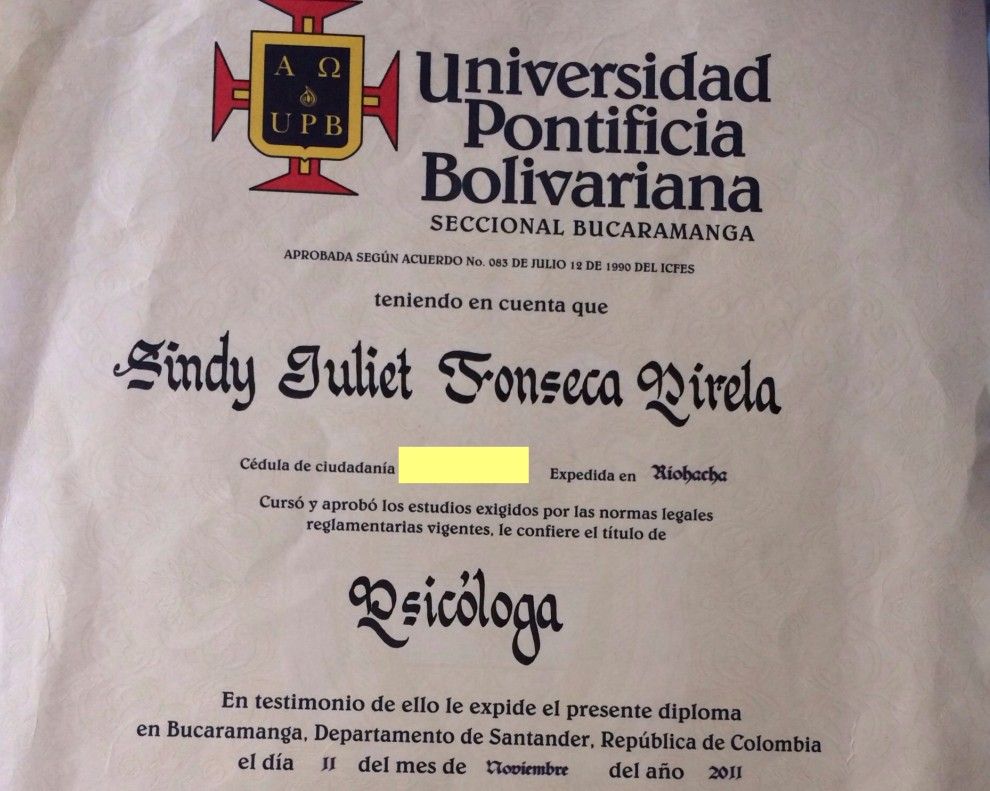 Α Ω
UPB
Universidad
Pontificia
Bolivariana
SECCIONAL BUCARAMANGA
APROBADA SEGÚN ACUERDO No. 083 DE JULIO 12 DE 1990 DEL ICFES
teniendo en cuenta que
Sindy Juliet Fonseca Pirela
Cédula de ciudadanía Expedida en Riohacha
Cursó y aprobó los estudios exigidos por las normas legales
reglamentarias vigentes, le confiere el título de
Psicóloga
En testimonio de ello le expide el presente diploma
en Bucaramanga, Departamento de Santander, República de Colombia
el día 11 del mes de Noviembre del año 2011